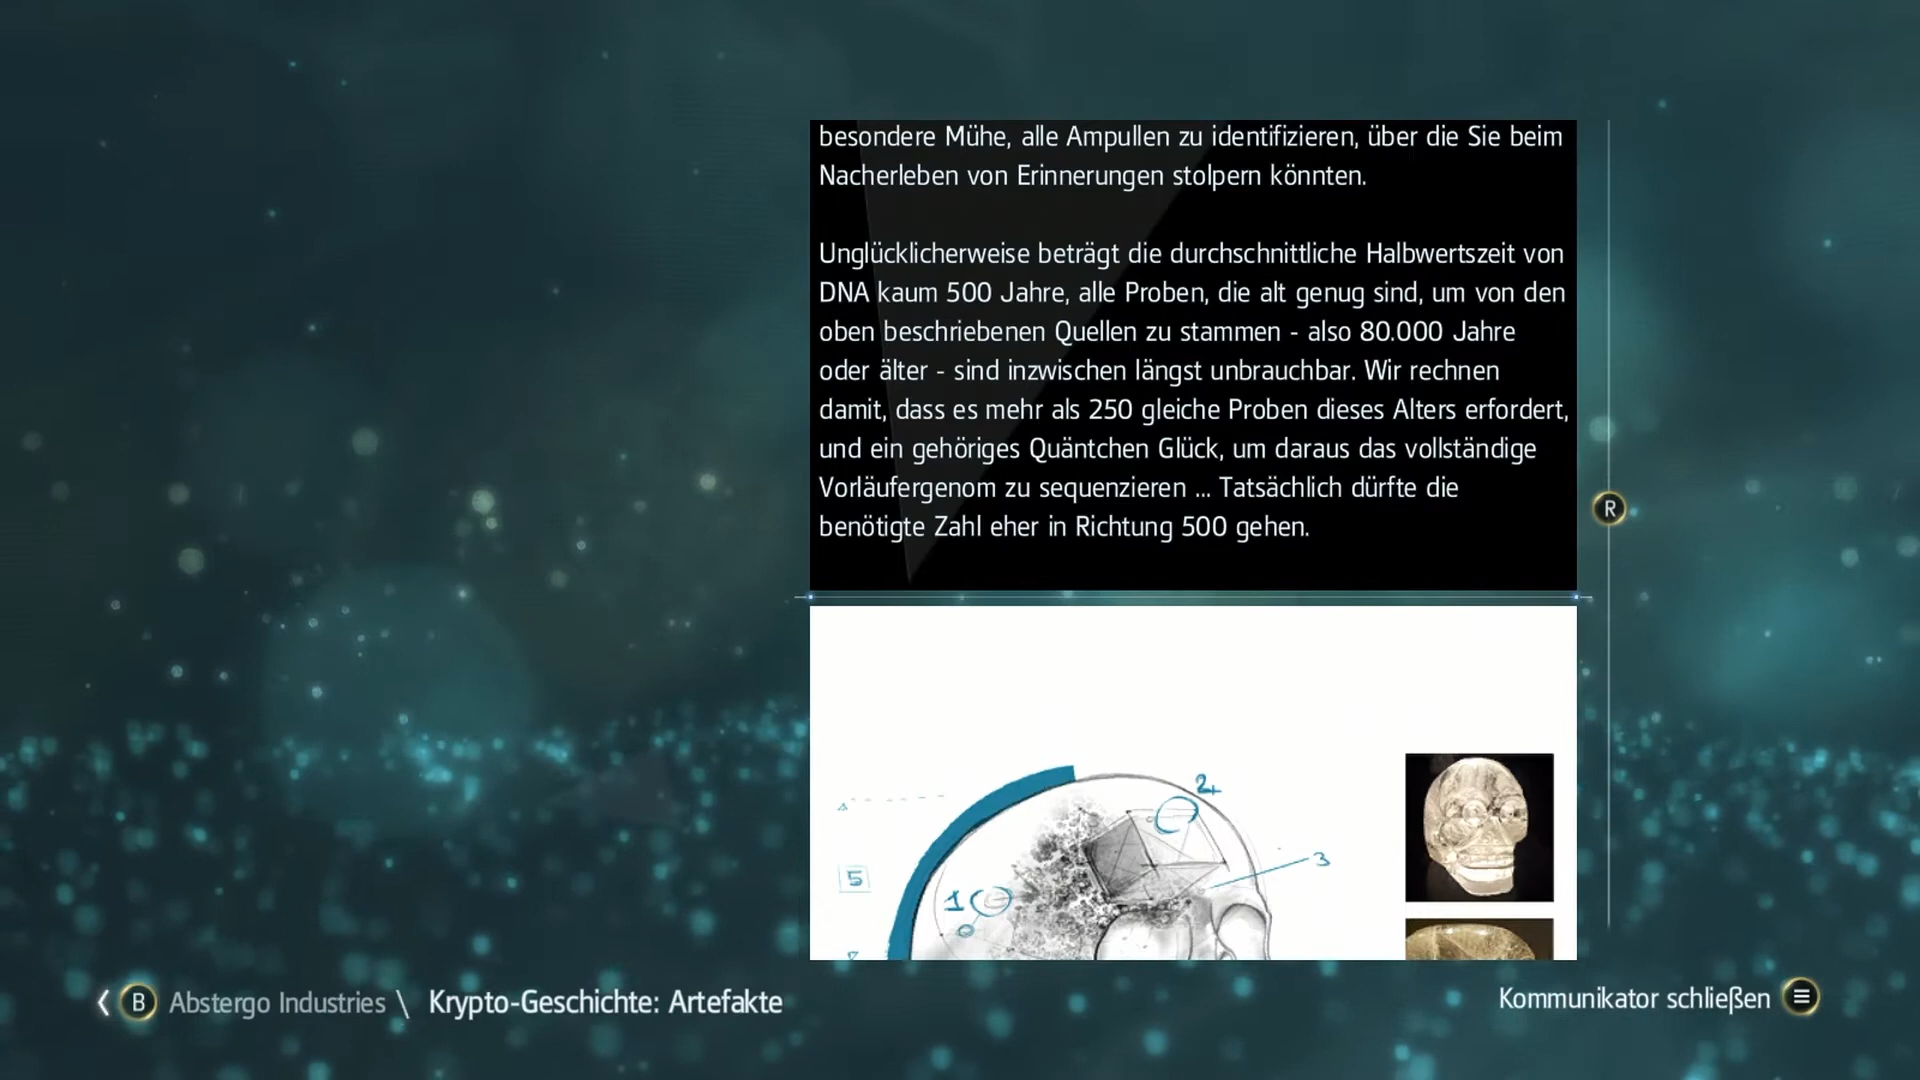 besondere Mühe, alle Ampullen zu identifizieren, über die Sie beim
Nacherleben von Erinnerungen stolpern könnten.
Unglücklicherweise beträgt die durchschnittliche Halbwertszeit von
DNA kaum 500 Jahre, alle Proben, die alt genug sind, um von den
oben beschriebenen Quellen zu stammen - also 80.000 Jahre
oder älter - sind inzwischen längst unbrauchbar. Wir rechnen
damit, dass es mehr als 250 gleiche Proben dieses Alters erfordert,
und ein gehöriges Quäntchen Glück, um daraus das vollständige
Vorläufergenom zu sequenzieren ... Tatsächlich dürfte die
benötigte Zahl eher in Richtung 500 gehen.
R
2
3
5
1
B Abstergo Industries \ Krypto-Geschichte: Artefakte
Kommunikator schließen